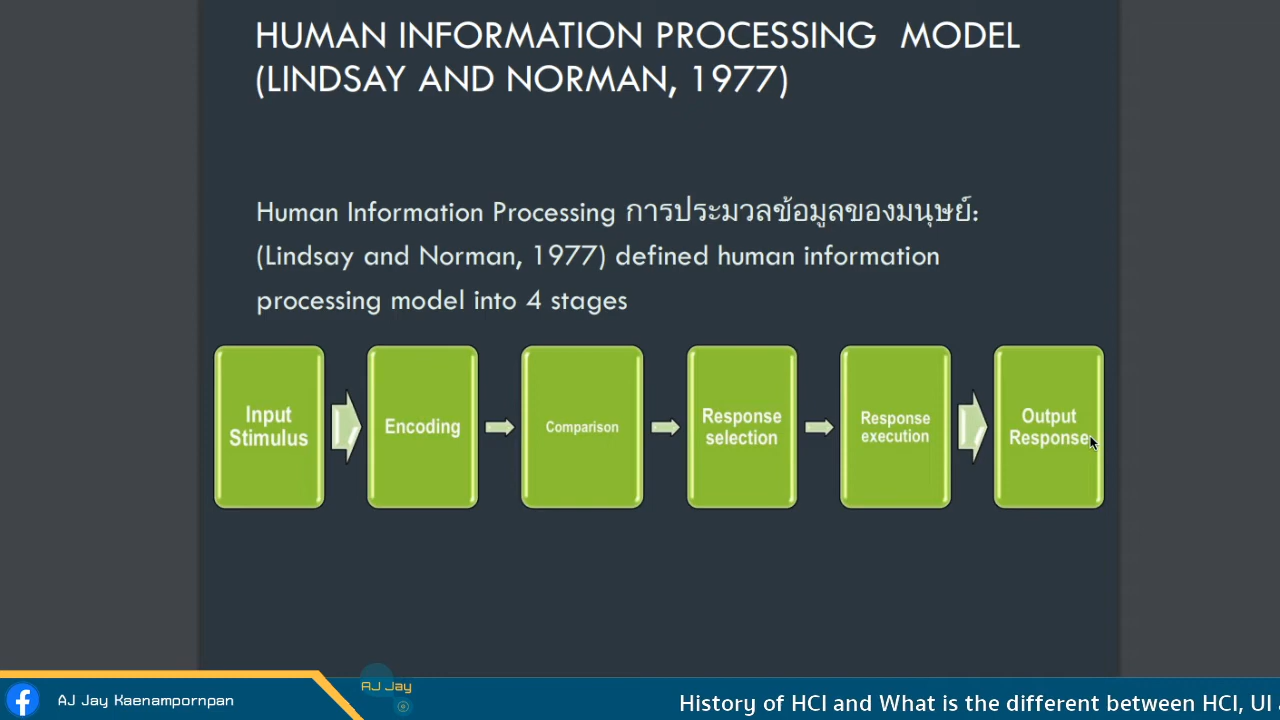 HUMAN INFORMATION PROCESSING MODEL
(LINDSAY AND NORMAN, 1977)
Human Information Processing การประมวลข้อมูลของมนุษย์:
(Lindsay and Norman, 1977) defined human information
processing model into 4 stages
Input
Stimulus
Encoding
Comparison
Response
selection
Response
execution
Output
Response
AJ Jay Kaenampornpan
AJ Jay
History of HCI and What is the different between HCI, UI